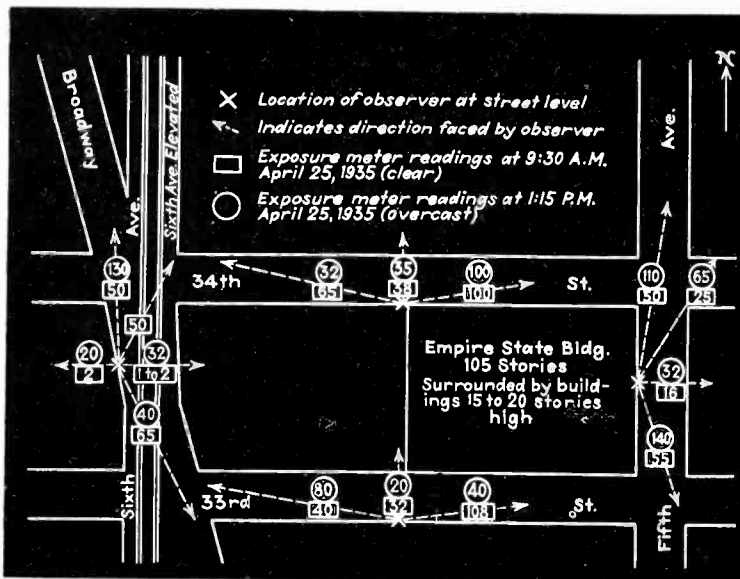 N
Broadway
Ave.
Sixth Ave. Elevated
Location of observer at street level
Indicates direction faced by observer
Exposure meter readings at 9:30 A.M.
April 25, 1935 (clear)
Exposure meter readings at 1:15 P.M.
April 25, 1935 (overcast)
Ave.
130
50
34th
32
65
35
38
100
100
St.
110
50
65
25
50
20
2
32
1 to 2
40
65
Empire State Bldg.
105 Stories
Surrounded by build-
ings 15 to 20 stories
high
32
16
140
55
Sixth
33rd
80
40
20
32
40
108
St.
Fifth